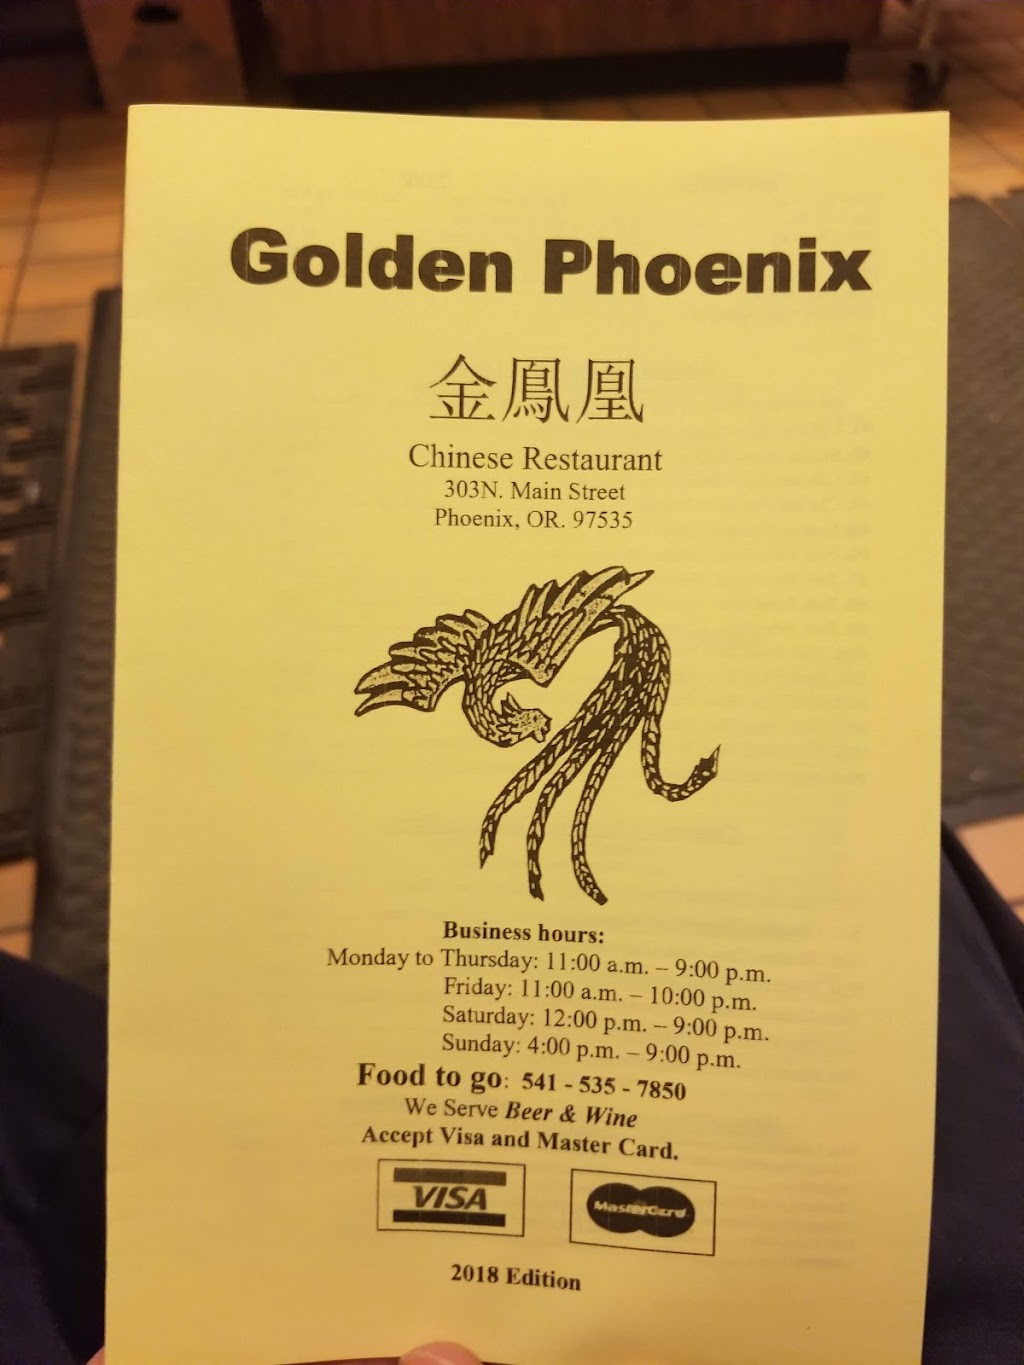 Golden Phoenix
金鳳凰
Chinese Restaurant
303N. Main Street
Phoenix, OR. 97535
Business hours:
Monday to Thursday: 11:00 a.m. – 9:00 p.m.
Friday: 11:00 a.m. – 10:00 p.m.
Saturday: 12:00 p.m. – 9:00 p.m.
Sunday: 4:00 p.m. – 9:00 p.m.
Food to go: 541 - 535 - 7850
We Serve Beer & Wine
Accept Visa and Master Card.
VISA MasterCard
2018 Edition